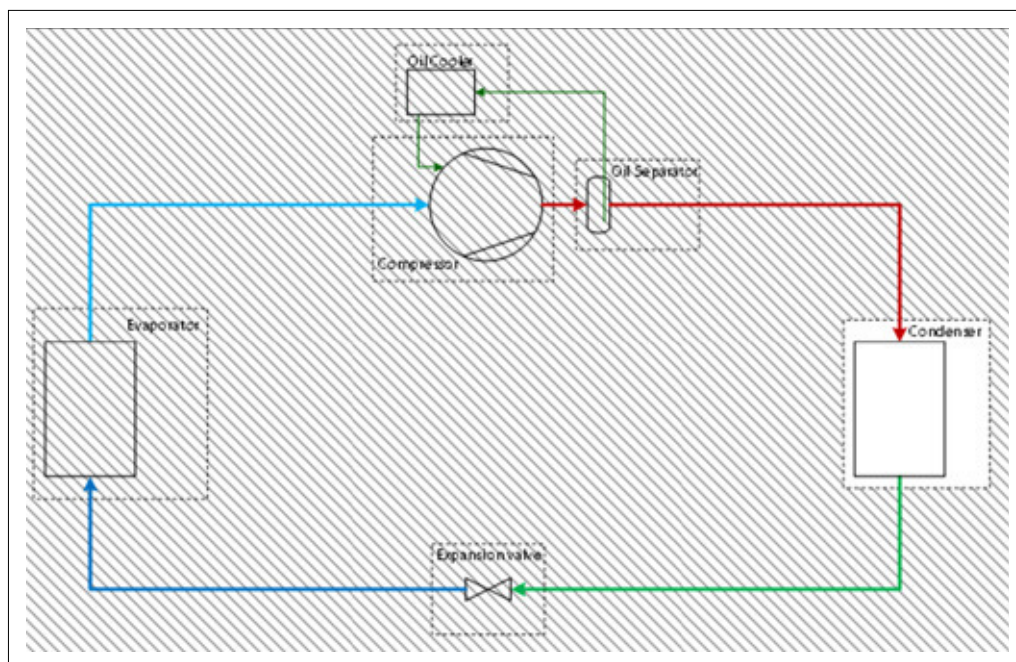 Oil Cooler
Oil Separator
Compressor
Evaporator
Condenser
Expansion valve